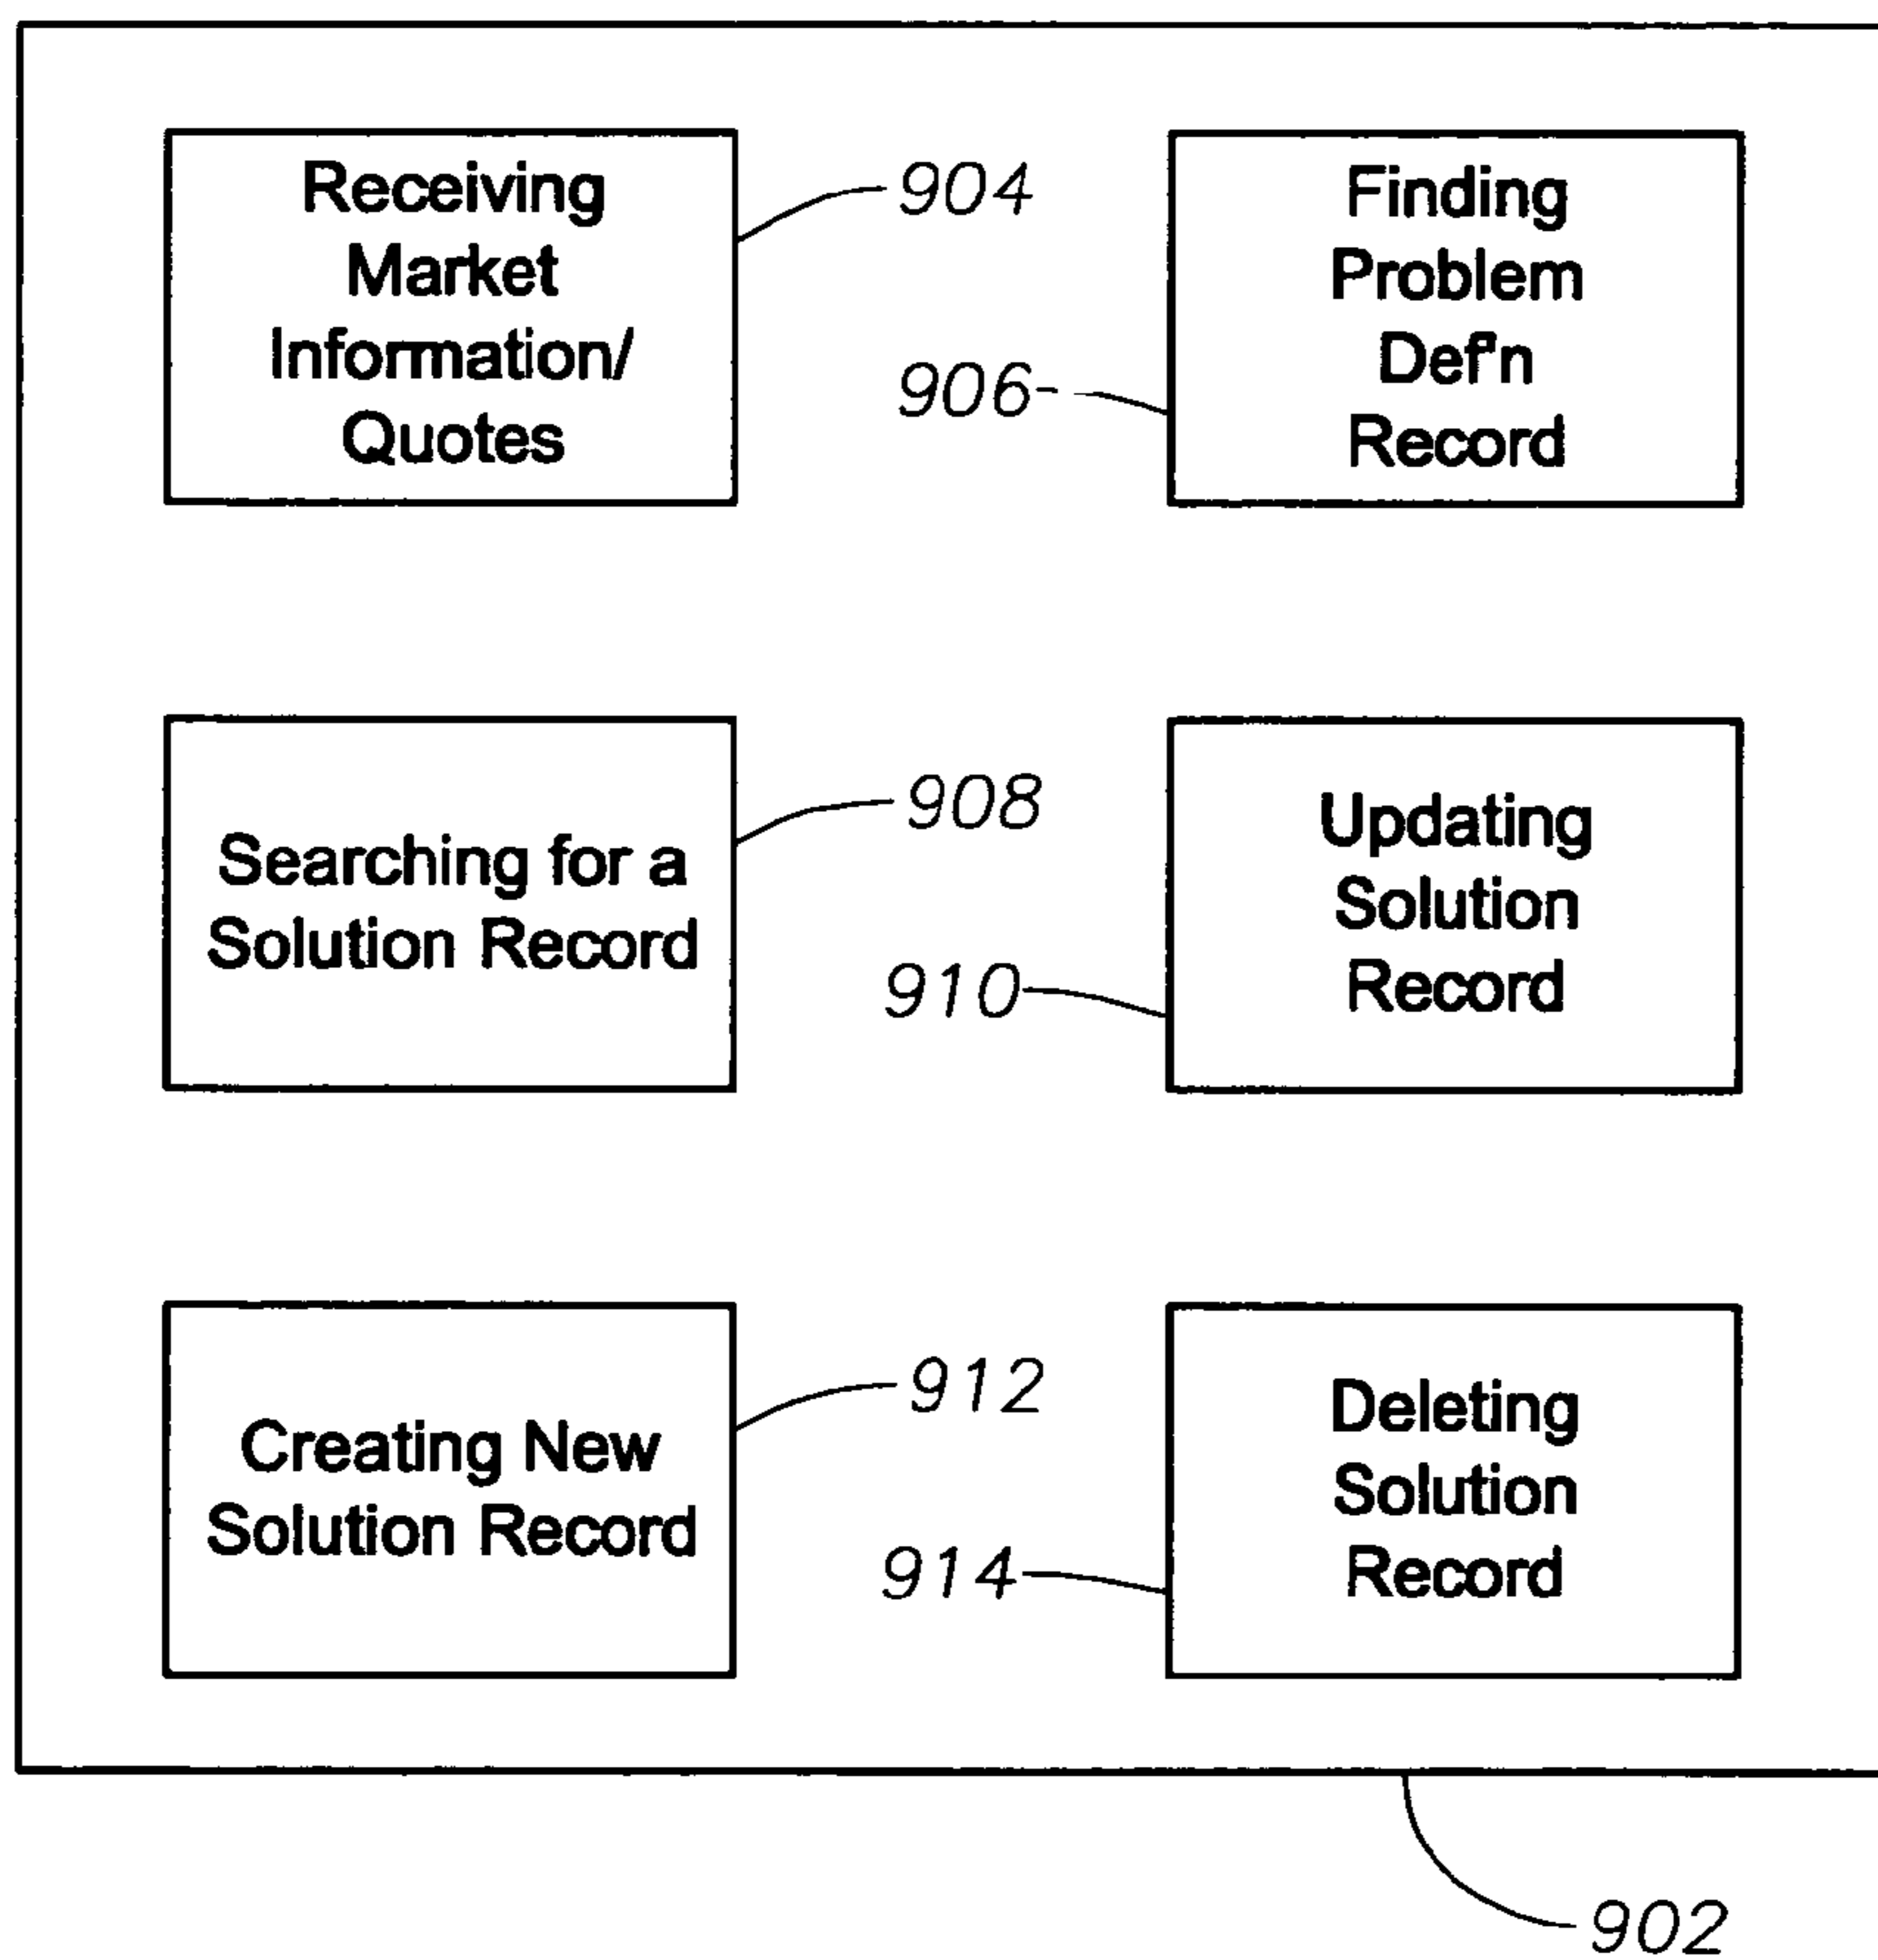 Receiving
Market
Information/
Quotes
904
Finding
Problem
Def'n
Record
906
Searching for a
Solution Record
908
Updating
Solution
Record
910
Creating New
Solution Record
912
Deleting
Solution
Record
914
902